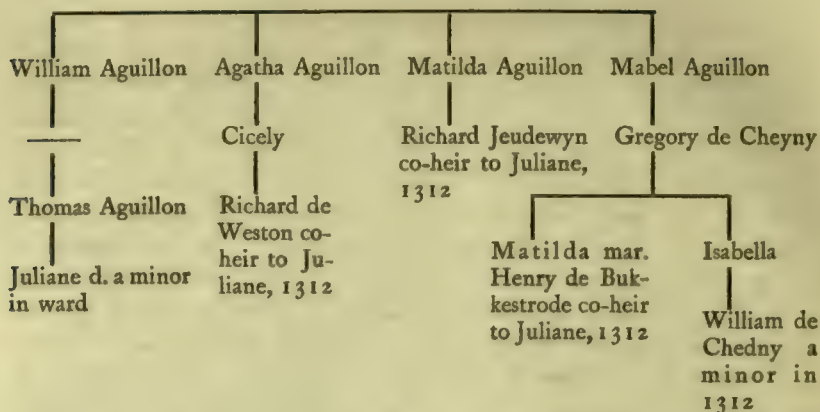 William Aguillon
Agatha Aguillon
Matilda Aguillon
Mabel Aguillon
Cicely
Richard Jeudewyn
co-heir to Juliane,
1312
Gregory de Cheyny
Thomas Aguillon
Richard de
Weston co-
heir to Ju-
liane, 1312
Juliane d. a minor
in ward
Matilda mar.
Henry de Buk-
kestrode co-heir
to Juliane, 1312
Isabella
William de
Chedny a
minor in
1312